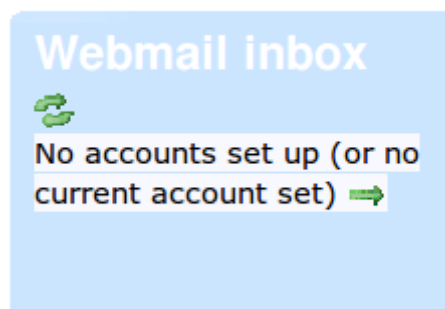 Webmail inbox
No accounts set up (or no
current account set)